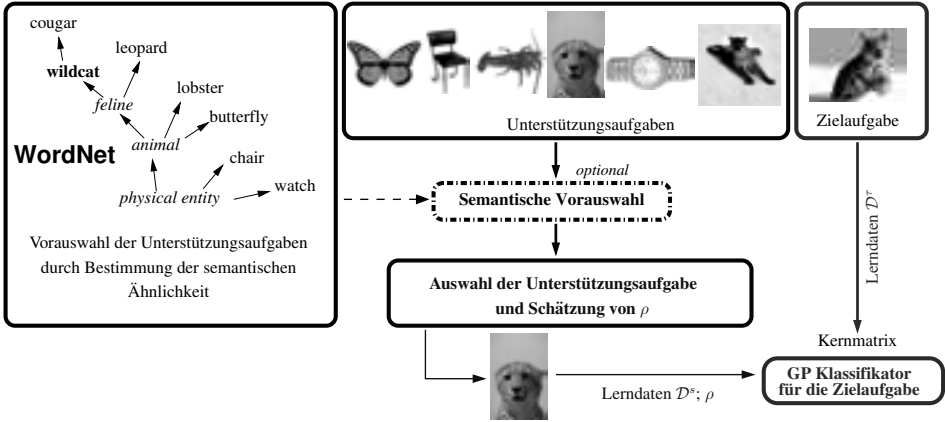 cougar
leopard
wildcat
lobster
feline
butterfly
animal
WordNet
chair
physical entity
watch
Vorauswahl der Unterstützungsaufgaben
durch Bestimmung der semantischen
Ähnlichkeit
Unterstützungsaufgaben
Zielaufgabe
optional
Semantische Vorauswahl
Auswahl der Unterstützungsaufgabe
und Schätzung von ρ
Lerndaten 𝒟^τ
Kernmatrix
Lerndaten 𝒟^s; ρ
GP Klassifikator
für die Zielaufgabe